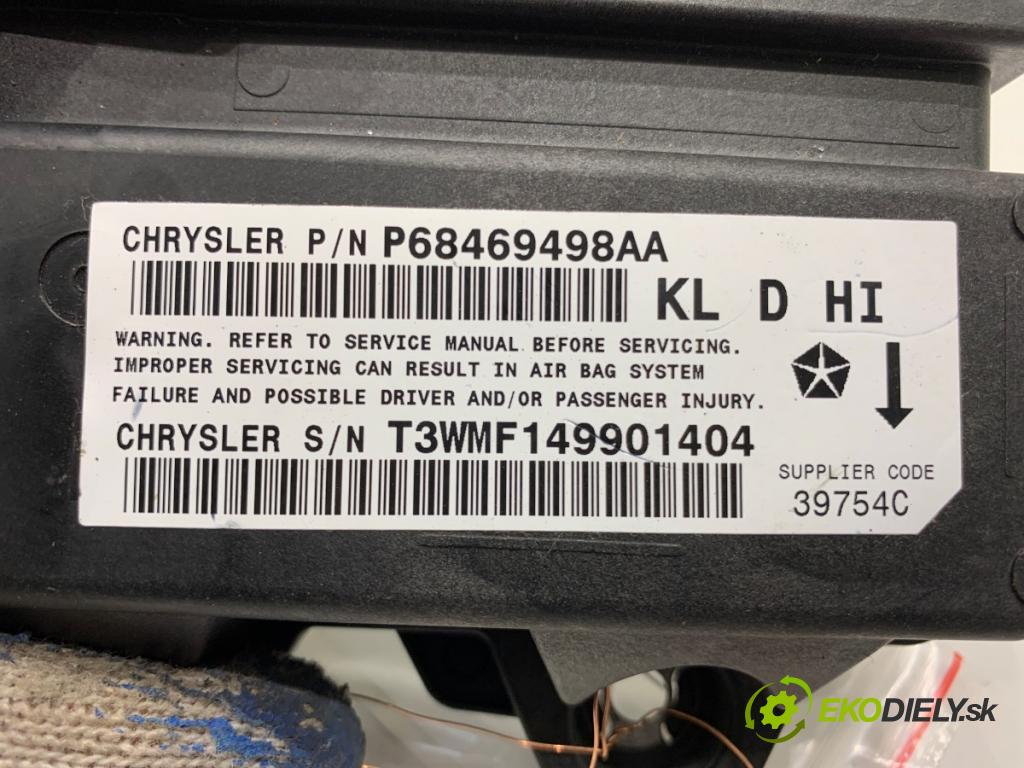 CHRYSLER P/N P68469498AA
KL D HI
WARNING. REFER TO SERVICE MANUAL BEFORE SERVICING.
IMPROPER SERVICING CAN RESULT IN AIR BAG SYSTEM
FAILURE AND POSSIBLE DRIVER AND/OR PASSENGER INJURY.
CHRYSLER S/N T3WMF149901404
SUPPLIER CODE
39754C
EKODIELY.sk